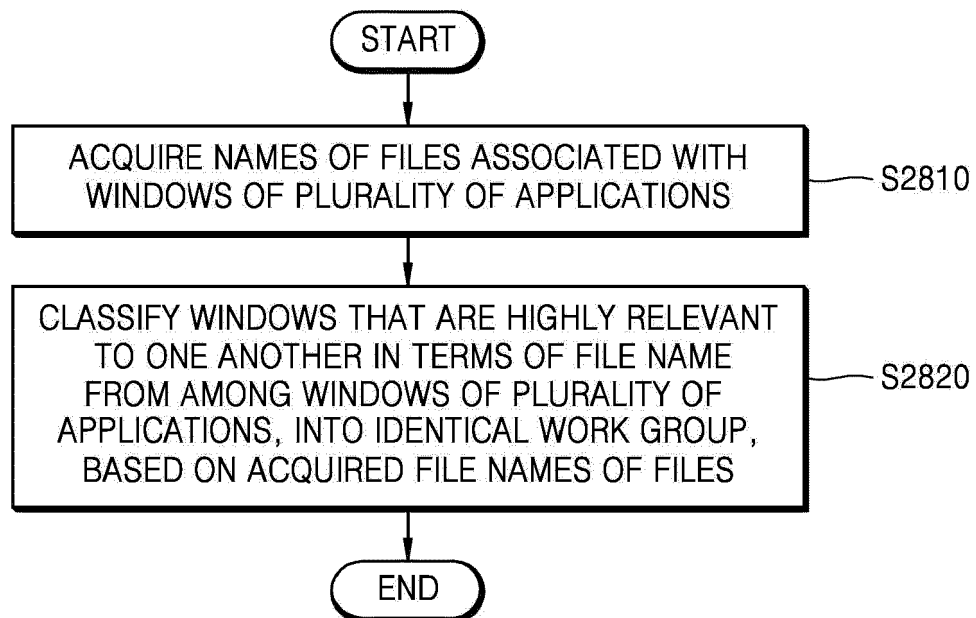 START
ACQUIRE NAMES OF FILES ASSOCIATED WITH
WINDOWS OF PLURALITY OF APPLICATIONS
S2810
CLASSIFY WINDOWS THAT ARE HIGHLY RELEVANT
TO ONE ANOTHER IN TERMS OF FILE NAME
FROM AMONG WINDOWS OF PLURALITY OF
APPLICATIONS, INTO IDENTICAL WORK GROUP,
BASED ON ACQUIRED FILE NAMES OF FILES
S2820
END